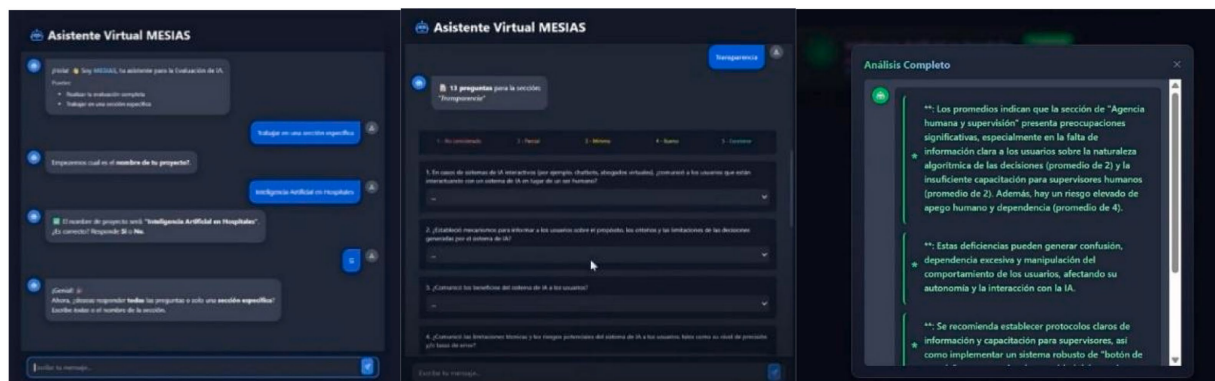 Asistente Virtual MESIAS
¡Hola! 👋 Soy MESIAS, tu asistente para la Evaluación de IA.
Puedes:
• Realizar la evaluación completa
• Trabajar en una sección específica
Trabajar en una sección específica
Empecemos cual es el nombre de tu proyecto?.
Inteligencia Artificial en Hospitales
El nombre de proyecto será: "Inteligencia Artificial en Hospitales".
¿Es correcto? Responde Sí o No.
¡Genial!
Ahora, ¿deseas responder todas las preguntas o solo una sección específica?
Escribe todas o el nombre de la sección.
Escribe tu mensaje...
Asistente Virtual MESIAS
Transparencia
13 preguntas para la sección:
"Transparencia"
1 - No considerado 2 - Parcial 3 - Mínimo 4 - Bueno 5 - Excelente
1. En casos de sistemas de IA interactivos (por ejemplo, chatbots, abogados virtuales), ¿comunicó a los usuarios que están
interactuando con un sistema de IA en lugar de un ser humano?
--
2. ¿Estableció mecanismos para informar a los usuarios sobre el propósito, los criterios y las limitaciones de las decisiones
generadas por el sistema de IA?
--
3. ¿Comunicó los beneficios del sistema de IA a los usuarios?
--
4. ¿Comunicó las limitaciones técnicas y los riesgos potenciales del sistema de IA a los usuarios, tales como su nivel de precisión
y/o tasas de error?
Escribe tu mensaje...
Análisis Completo ×
**: Los promedios indican que la sección de "Agencia
humana y supervisión" presenta preocupaciones
significativas, especialmente en la falta de
* información clara a los usuarios sobre la naturaleza
algorítmica de las decisiones (promedio de 2) y la
insuficiente capacitación para supervisores humanos
(promedio de 2). Además, hay un riesgo elevado de
apego humano y dependencia (promedio de 4).
**: Estas deficiencias pueden generar confusión,
* dependencia excesiva y manipulación del
comportamiento de los usuarios, afectando su
autonomía y la interacción con la IA.
**: Se recomienda establecer protocolos claros de
información y capacitación para supervisores, así
* como implementar un sistema robusto de "botón de